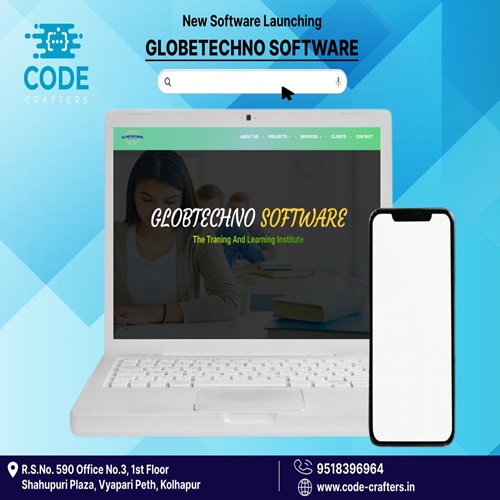 CODE
CRAFTERS
New Software Launching
GLOBETECHNO SOFTWARE
ABOUT US
PROJECTS
SERVICES
CLIENTS
CONTACT
GLOBTECHNO SOFTWARE
The Traning And Learning Institute
R.S.No. 590 Office No.3, 1st Floor
Shahupuri Plaza, Vyapari Peth, Kolhapur
9518396964
www.code-crafters.in